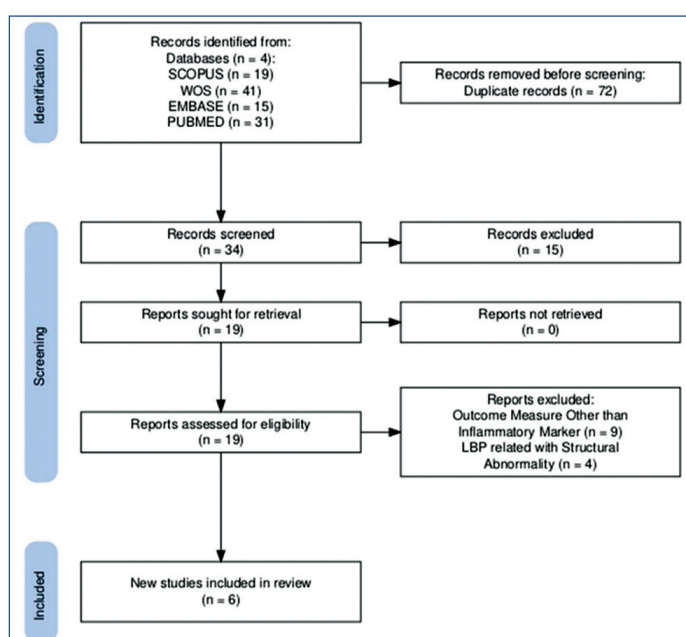 Identification
Records identified from:
Databases (n = 4):
SCOPUS (n = 19)
WOS (n = 41)
EMBASE (n = 15)
PUBMED (n = 31)
Records removed before screening:
Duplicate records (n = 72)
Screening
Records screened
(n = 34)
Records excluded
(n = 15)
Reports sought for retrieval
(n = 19)
Reports not retrieved
(n = 0)
Reports assessed for eligibility
(n = 19)
Reports excluded:
Outcome Measure Other than
Inflammatory Marker (n = 9)
LBP related with Structural
Abnormality (n = 4)
Included
New studies included in review
(n = 6)